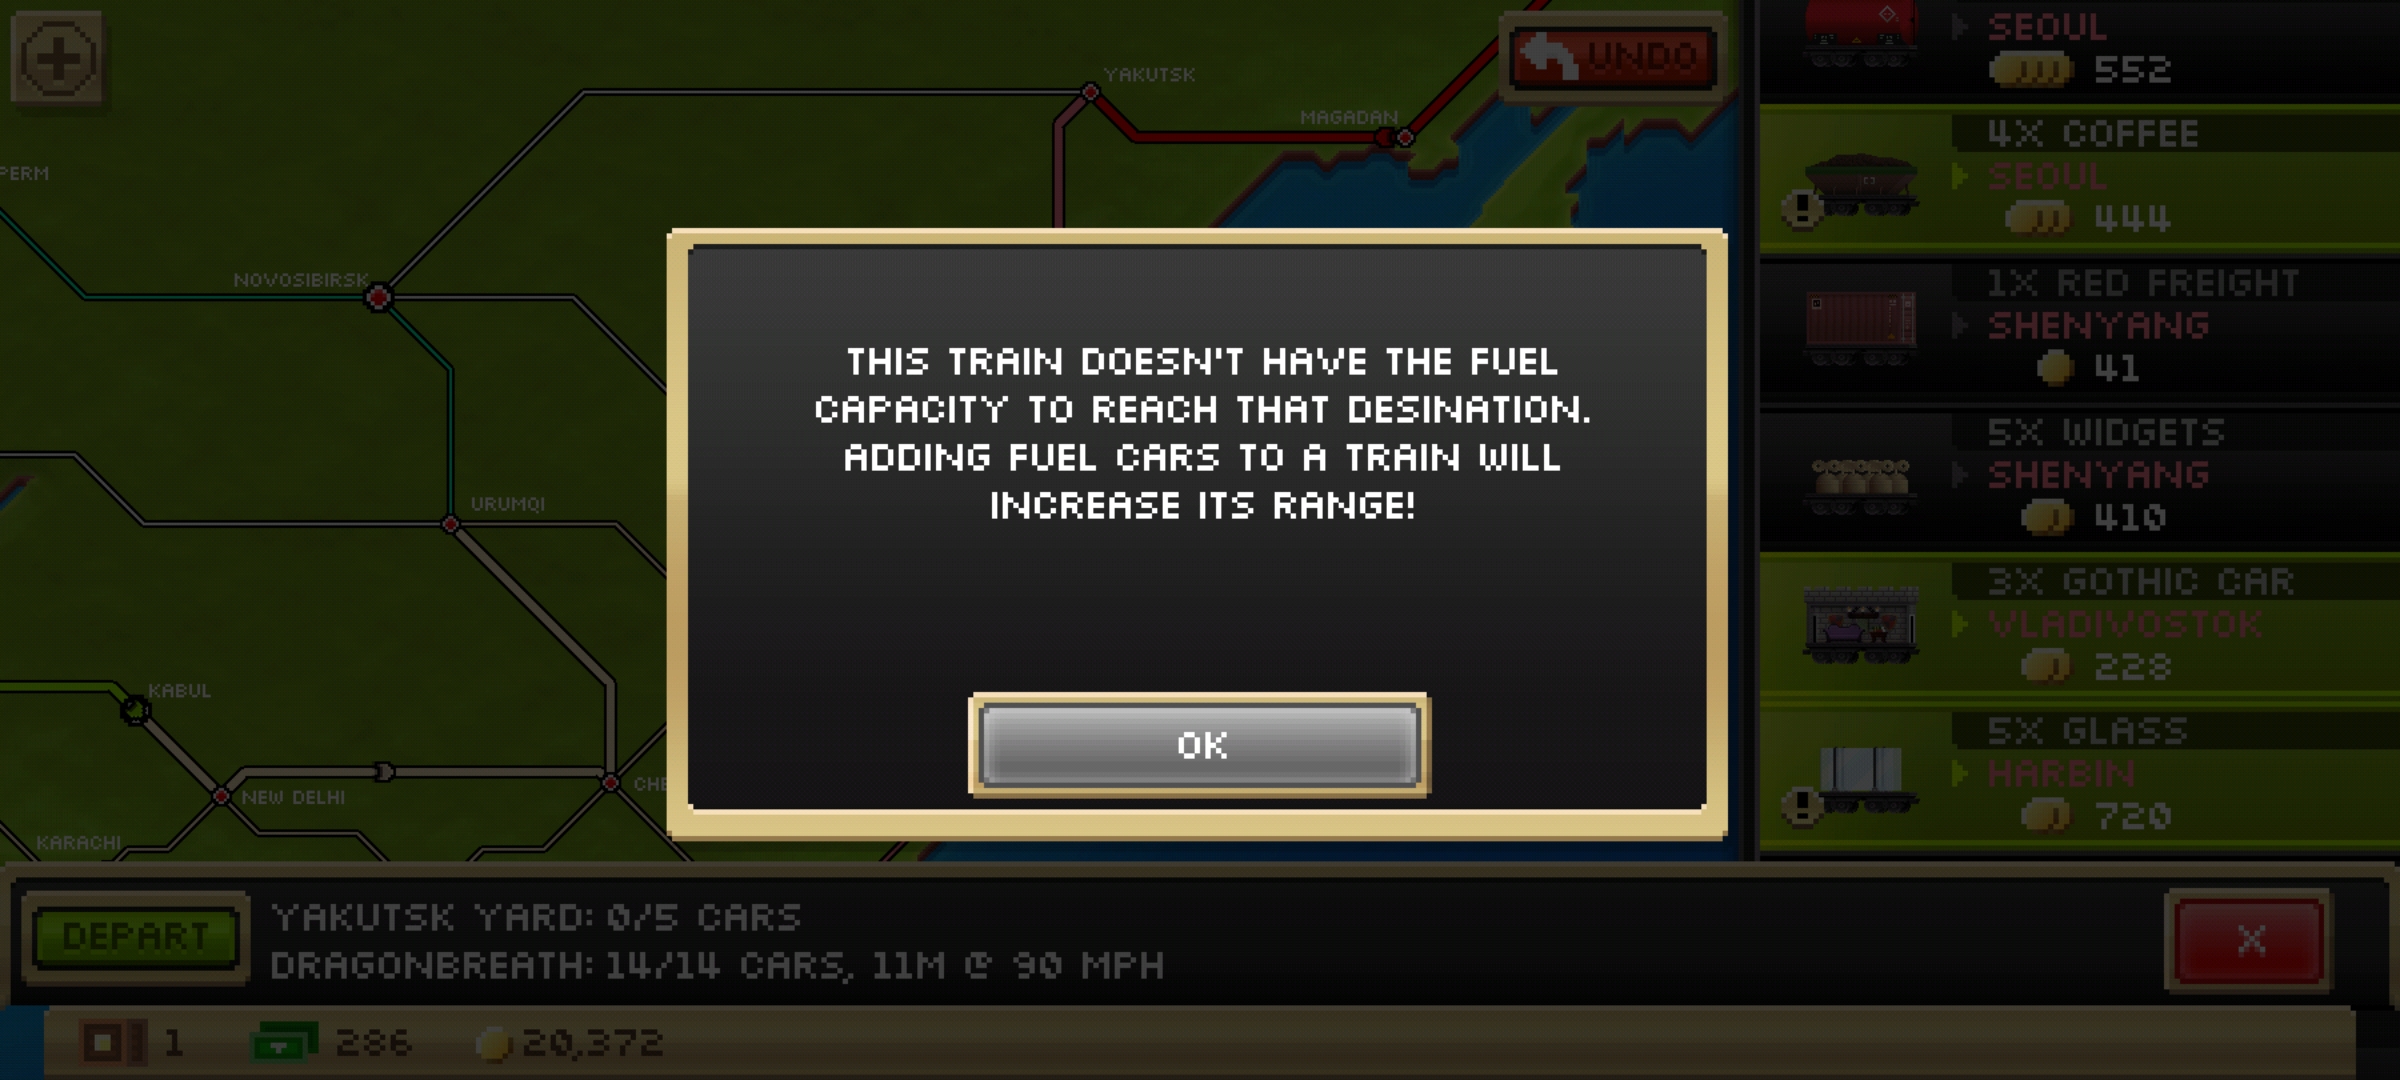 UNDO
SEOUL
552
4X COFFEE
SEOUL
444
1X RED FREIGHT
SHENYANG
41
5X WIDGETS
SHENYANG
410
3X GOTHIC CAR
VLADIVOSTOK
228
5X GLASS
HARBIN
720
YAKUTSK
MAGADAN
PERM
NOVOSIBIRSK
URUMQI
KABUL
NEW DELHI
CHE
KARACHI
THIS TRAIN DOESN'T HAVE THE FUEL
CAPACITY TO REACH THAT DESINATION.
ADDING FUEL CARS TO A TRAIN WILL
INCREASE ITS RANGE!
OK
DEPART
YAKUTSK YARD: 0/5 CARS
DRAGONBREATH: 14/14 CARS, 11M @ 90 MPH
X
1
286
20,372